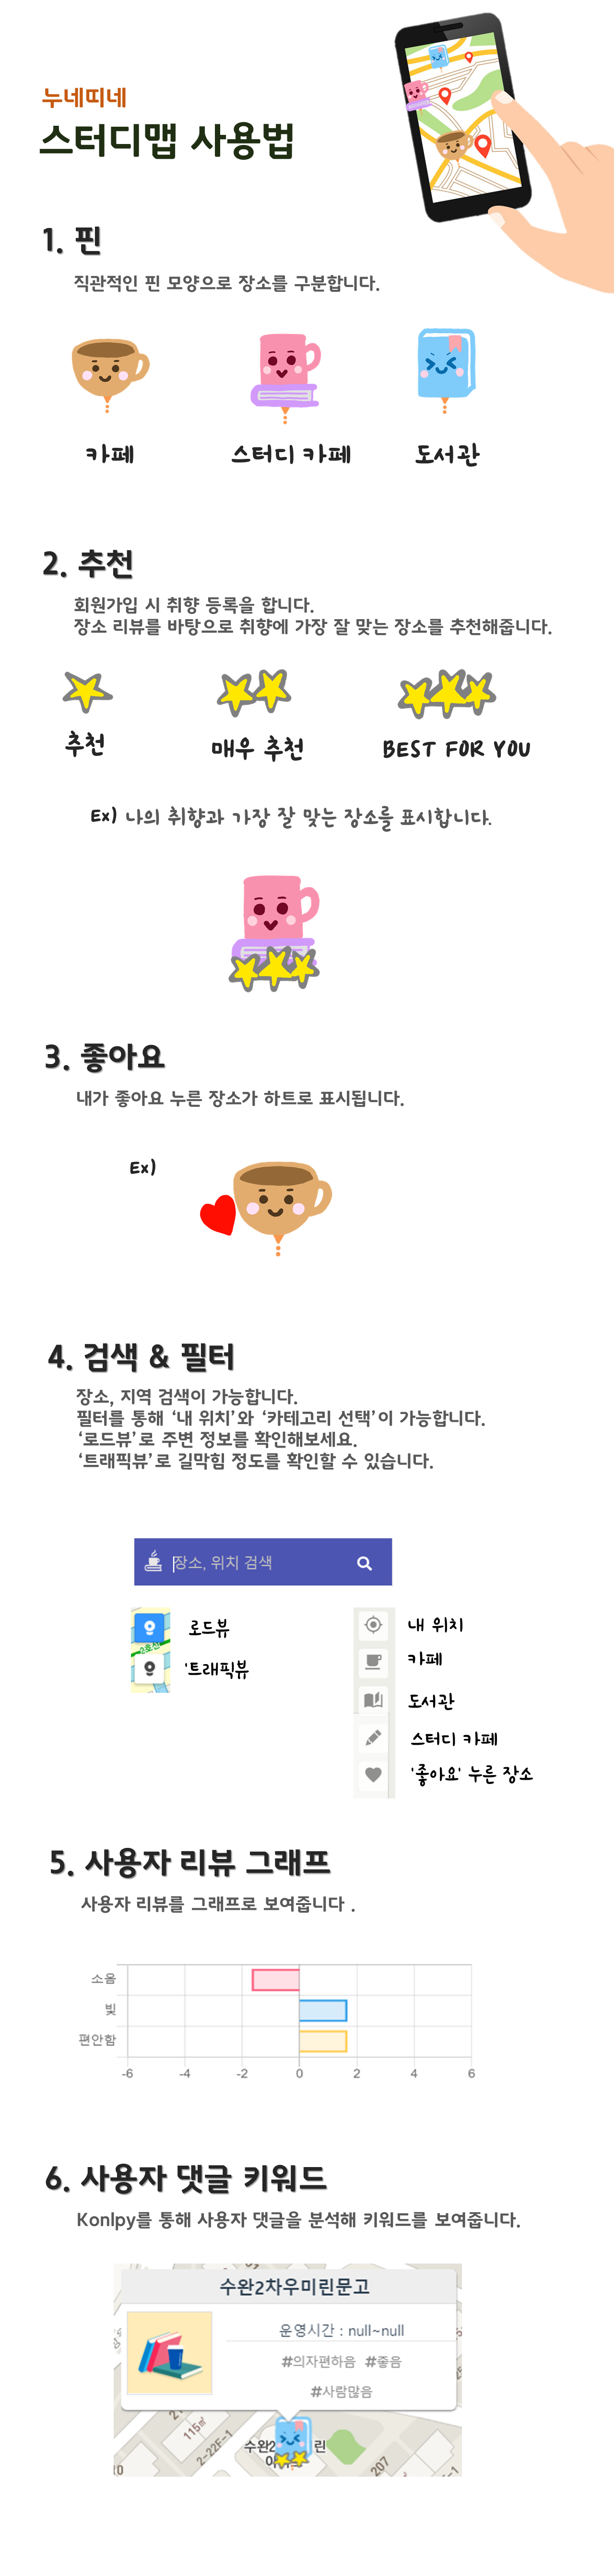 누네띠네
스터디맵 사용법
1. 핀
직관적인 핀 모양으로 장소를 구분합니다.
카페
스터디 카페
도서관
2. 추천
회원가입 시 취향 등록을 합니다.
장소 리뷰를 바탕으로 취향에 가장 잘 맞는 장소를 추천해줍니다.
추천
매우 추천
BEST FOR YOU
Ex) 나의 취향과 가장 잘 맞는 장소를 표시합니다.
3. 좋아요
내가 좋아요 누른 장소가 하트로 표시됩니다.
Ex)
4. 검색 & 필터
장소, 지역 검색이 가능합니다.
필터를 통해 ‘내 위치’와 ‘카테고리 선택’이 가능합니다.
‘로드뷰’로 주변 정보를 확인해보세요.
‘트래픽뷰’로 길막힘 정도를 확인할 수 있습니다.
장소, 위치 검색
로드뷰
2호선
'트래픽뷰
내 위치
카페
도서관
스터디 카페
'좋아요' 누른 장소
5. 사용자 리뷰 그래프
사용자 리뷰를 그래프로 보여줍니다 .
소음
빛
편안함
-6 -4 -2 0 2 4 6
6. 사용자 댓글 키워드
Konlpy를 통해 사용자 댓글을 분석해 키워드를 보여줍니다.
수완2차우미린문고
운영시간 : null~null
#의자편하음 #좋음
#사람많음
115㎡
2-22F-1
수완2 린
207